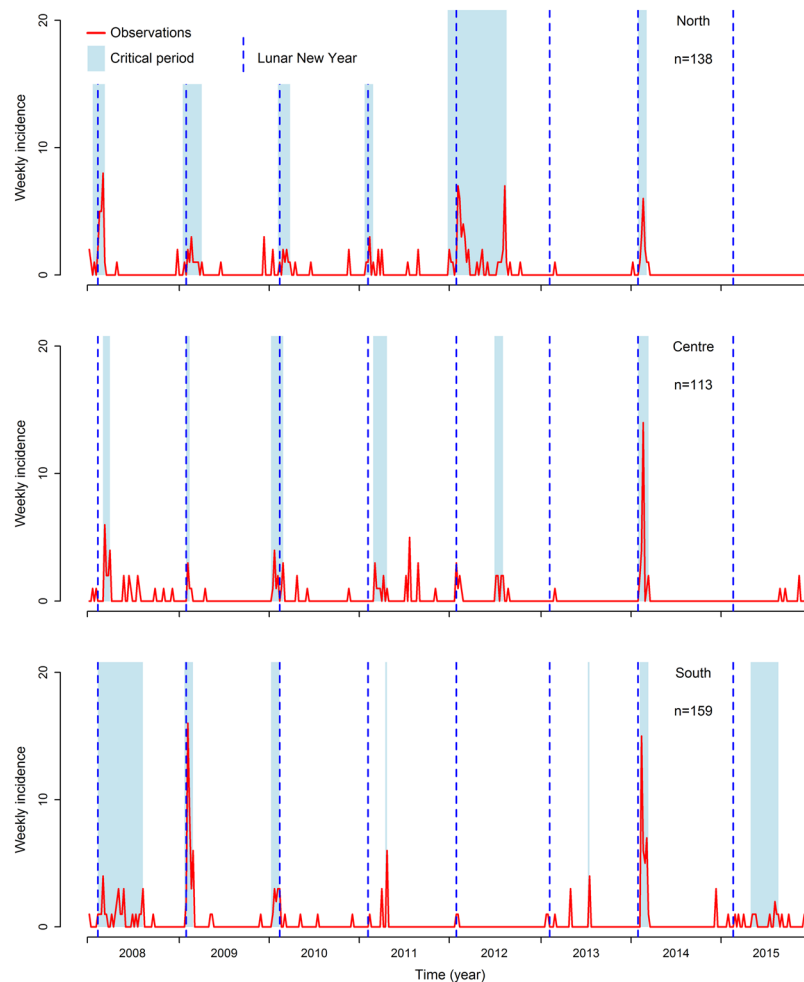 North
n=138
Observations
Critical period
Lunar New Year
Weekly incidence
0
10
20
Centre
n=113
Weekly incidence
0
10
20
South
n=159
Weekly incidence
0
10
20
2008 2009 2010 2011 2012 2013 2014 2015
Time (year)